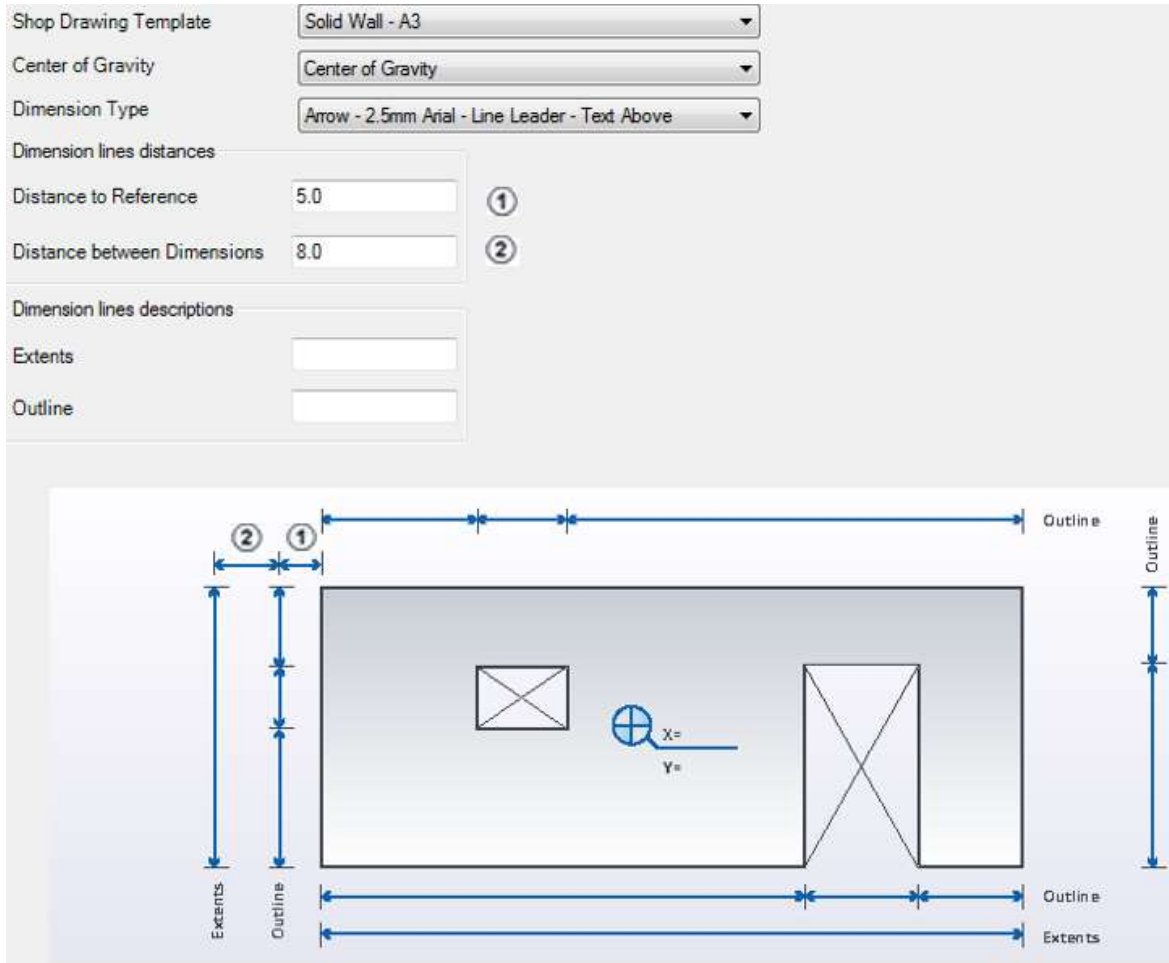 Shop Drawing Template Solid Wall - A3
Center of Gravity Center of Gravity
Dimension Type Arrow - 2.5mm Arial - Line Leader - Text Above
Dimension lines distances
Distance to Reference 5.0 1
Distance between Dimensions 8.0 2
Dimension lines descriptions
Extents
Outline
Outline
Outline
2 1
X=
Y=
Extents
Outline
Outline
Extents